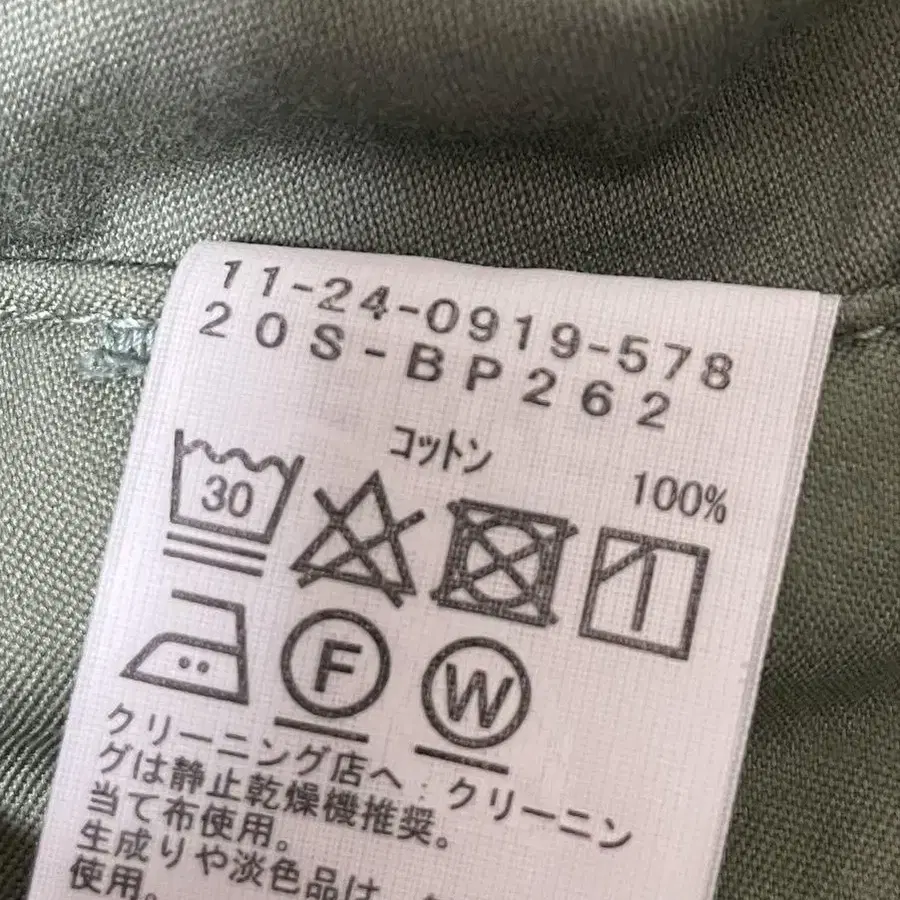 11-24-0919-578
20S-BP262
コットン 100%
30
F
W
クリーニング店へ:クリーニン
グは静止乾燥機推奨。
当て布使用。
生成りや淡色品は、
使用。